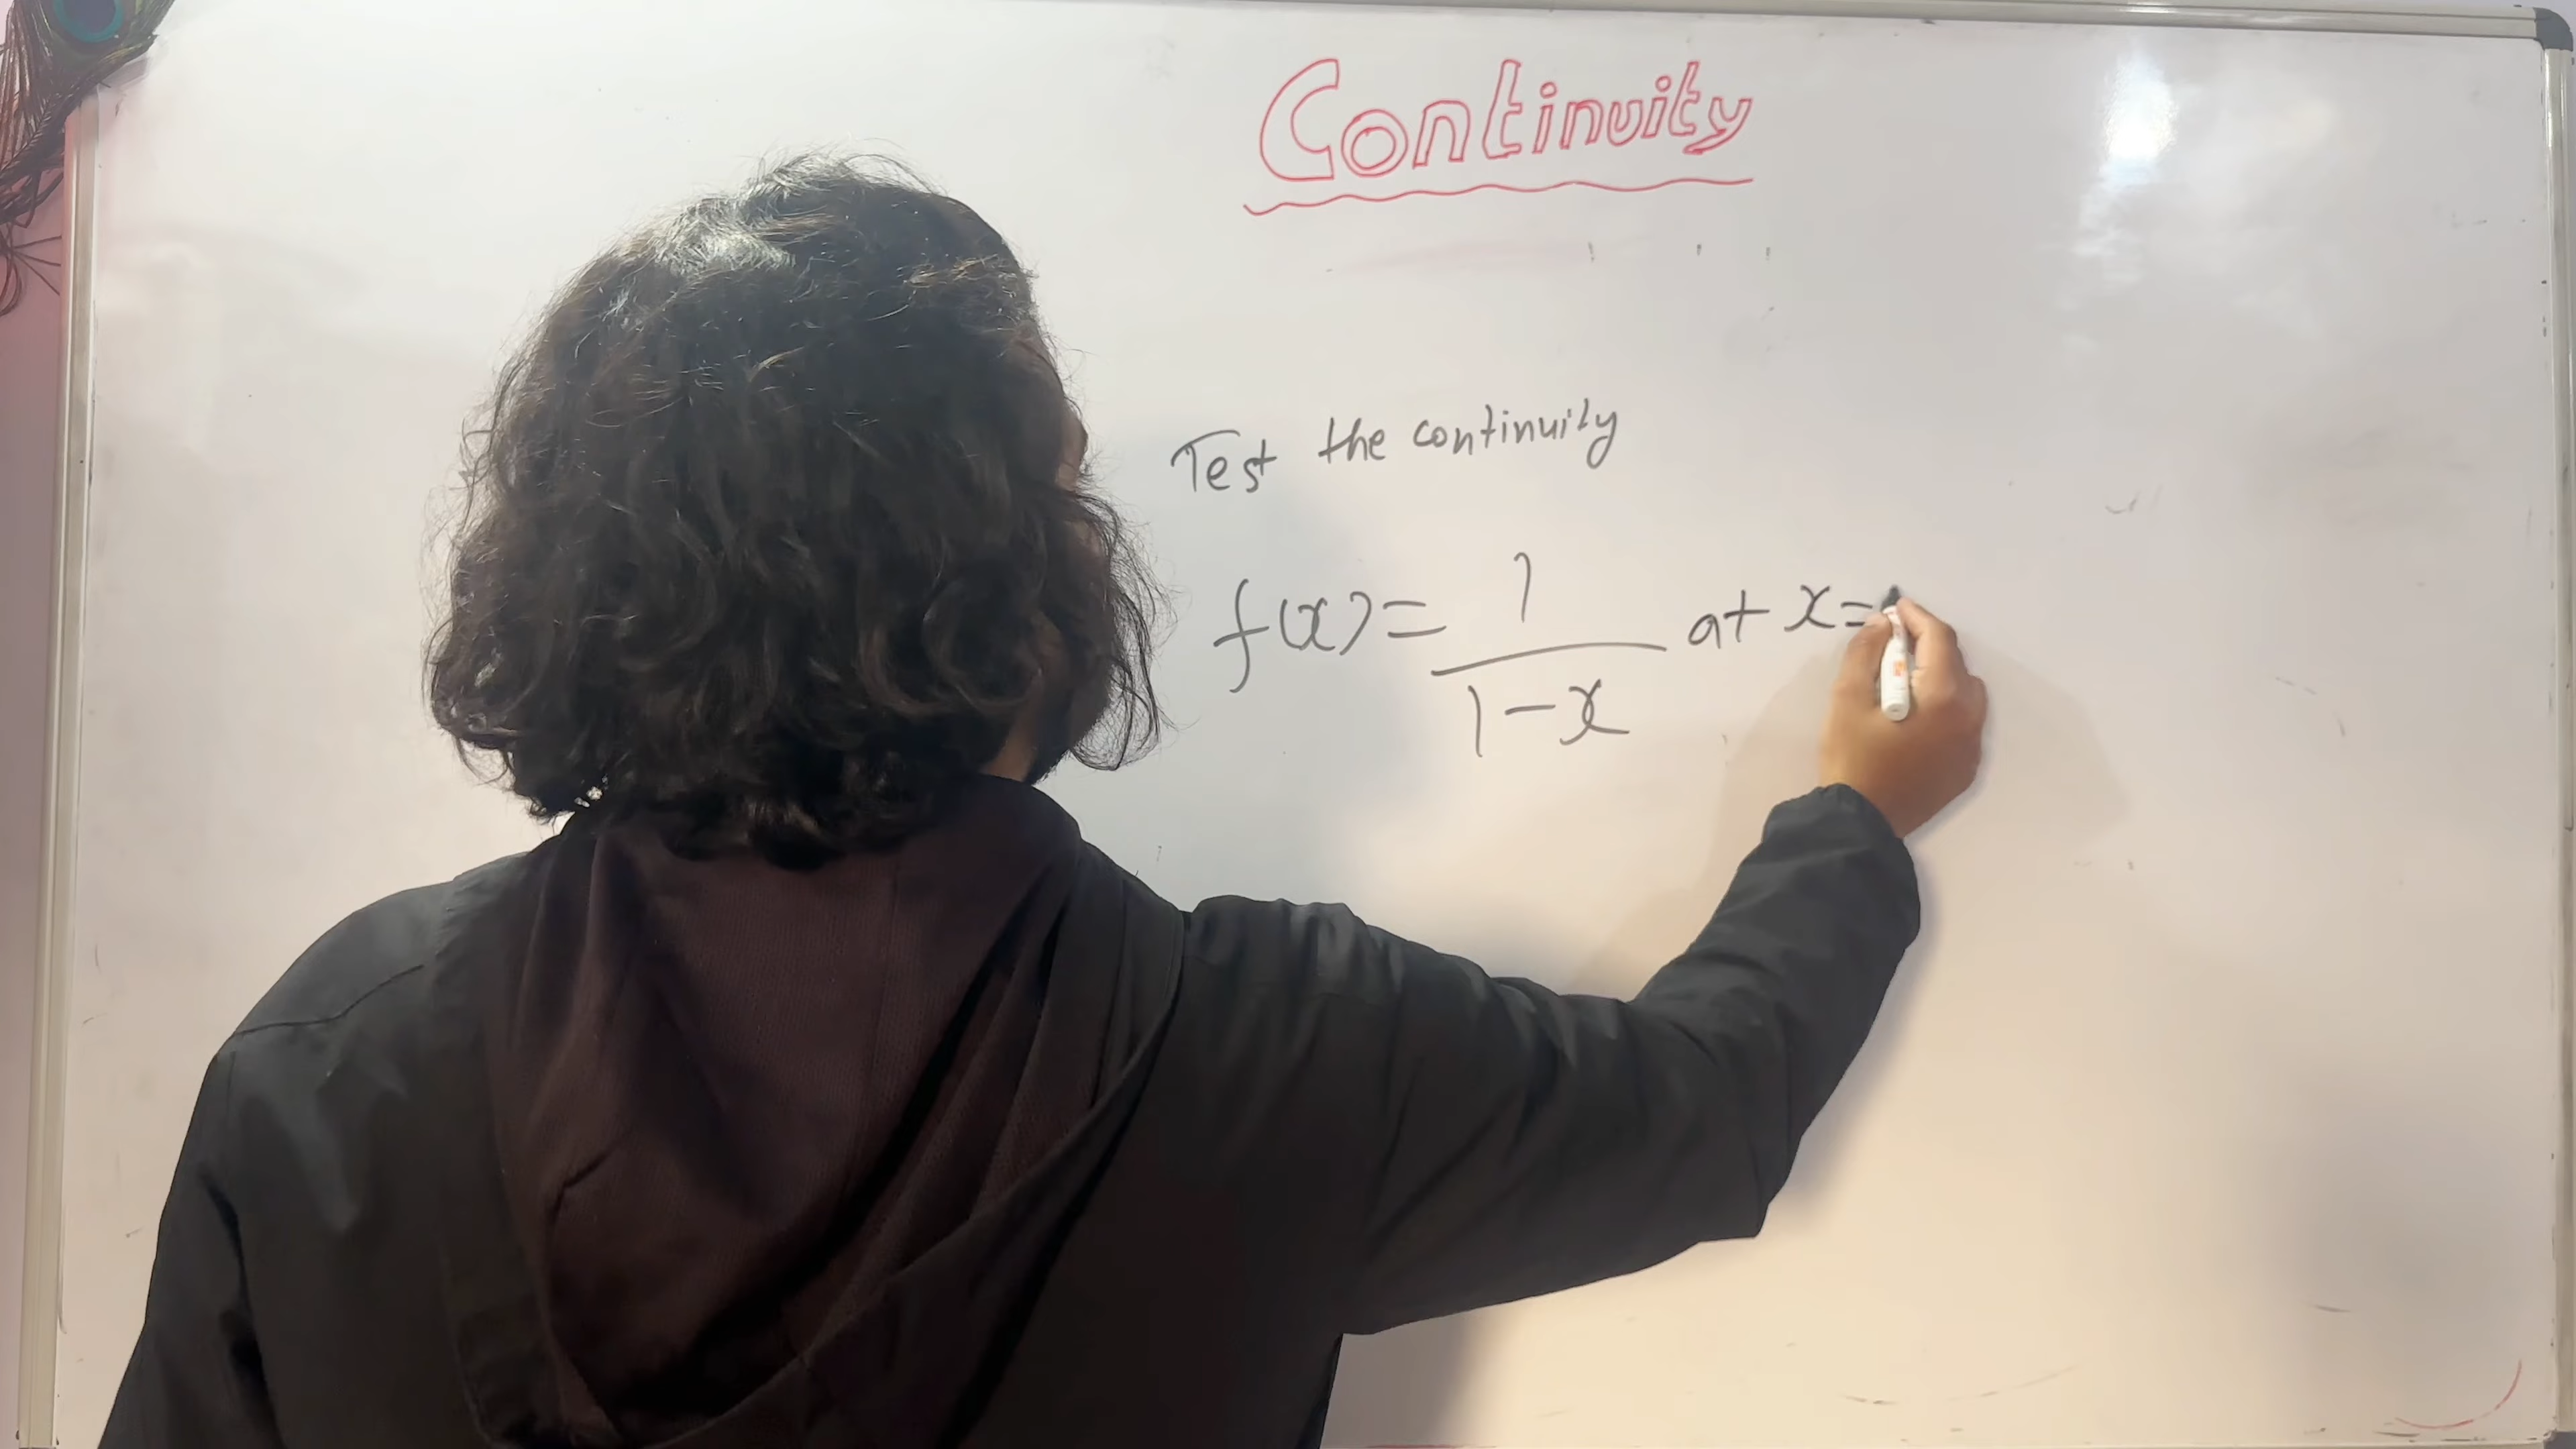 Continuity
Test the continuity
f(x) = 1 / 1-x at x=